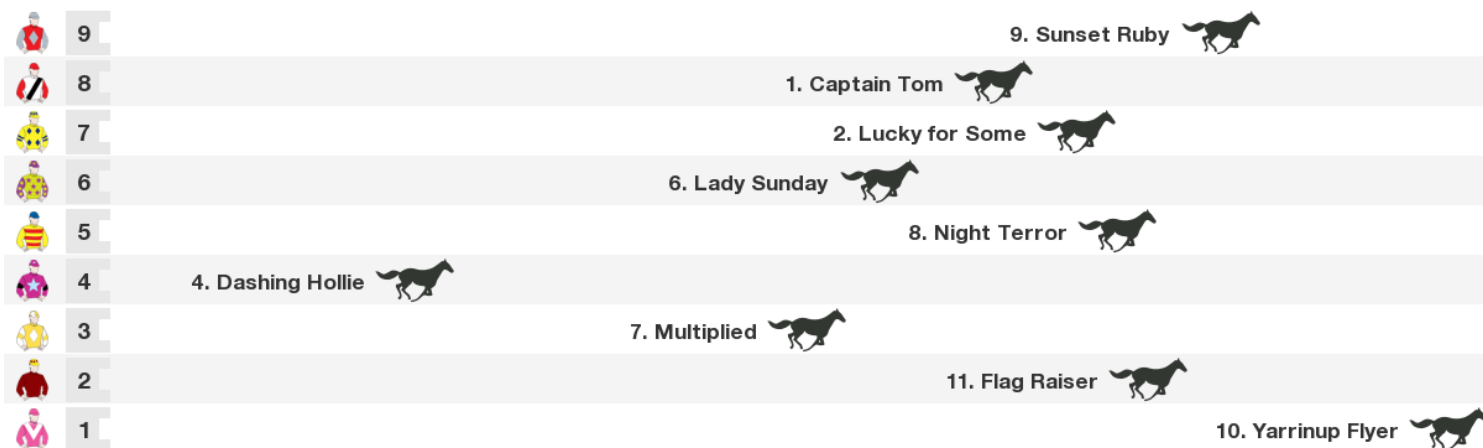 9 9. Sunset Ruby
8 1. Captain Tom
7 2. Lucky for Some
6 6. Lady Sunday
5 8. Night Terror
4 4. Dashing Hollie
3 7. Multiplied
2 11. Flag Raiser
1 10. Yarrinup Flyer